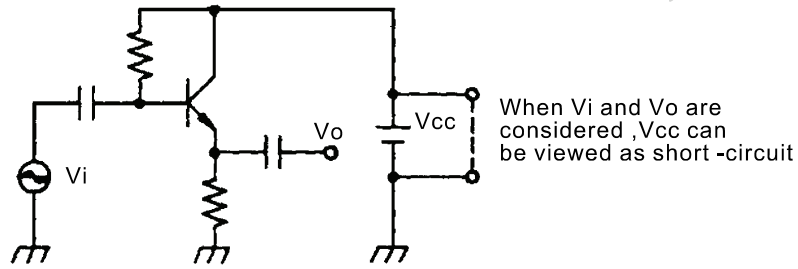 Vo
Vcc
Vi
When Vi and Vo are
considered ,Vcc can
be viewed as short -circuit